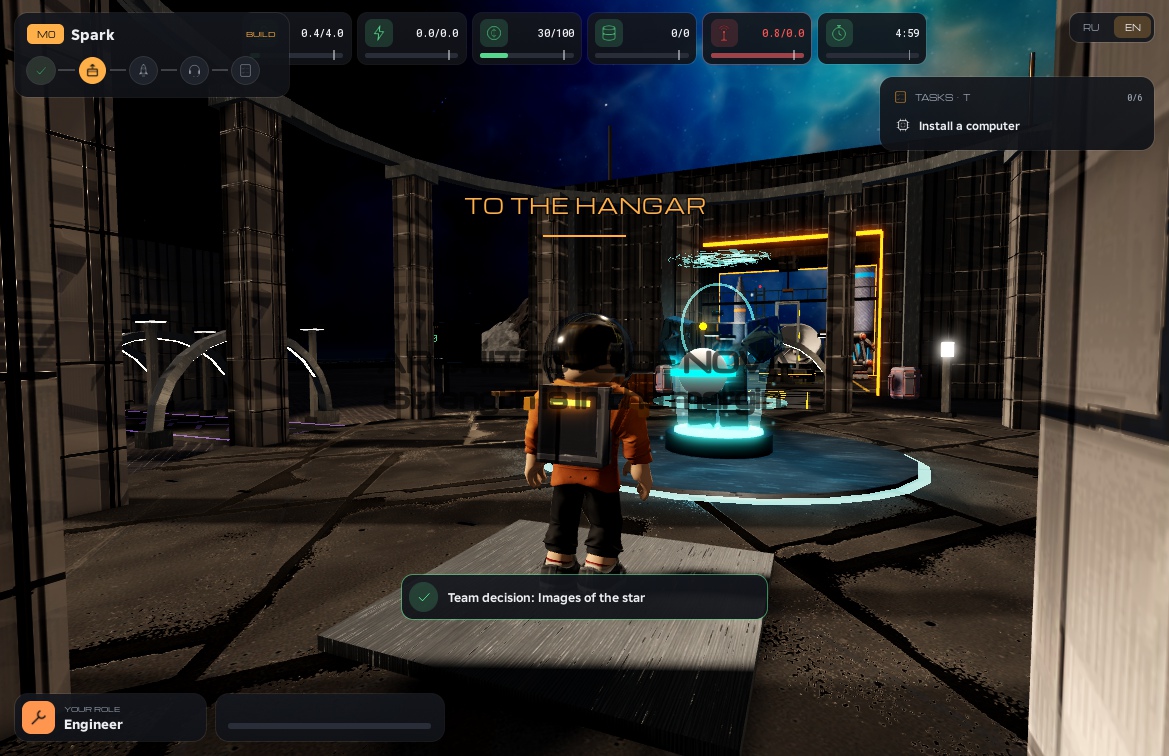 M0 Spark BUILD
0.4/4.0
0.0/0.0
30/100
0/0
0.8/0.0
4:59
RU EN
TASKS · T 0/6
Install a computer
TO THE HANGAR
Team decision: Images of the star
YOUR ROLE
Engineer